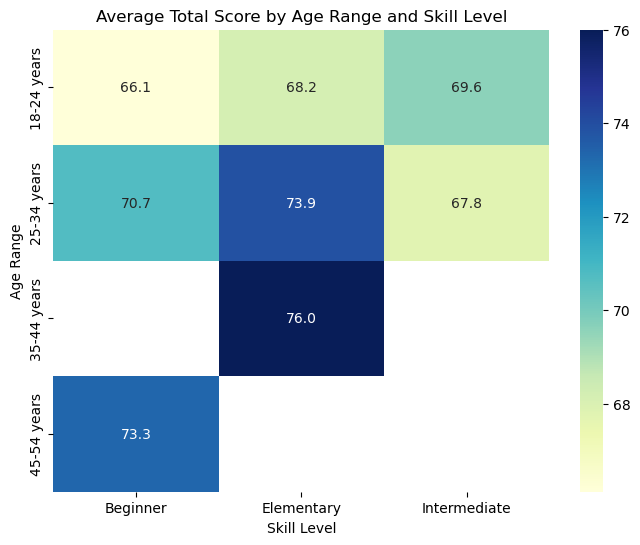 Average Total Score by Age Range and Skill Level
Age Range
18-24 years
25-34 years
35-44 years
45-54 years
66.1 68.2 69.6
70.7 73.9 67.8
76.0
73.3
Beginner Elementary Intermediate
Skill Level
76
74
72
70
68